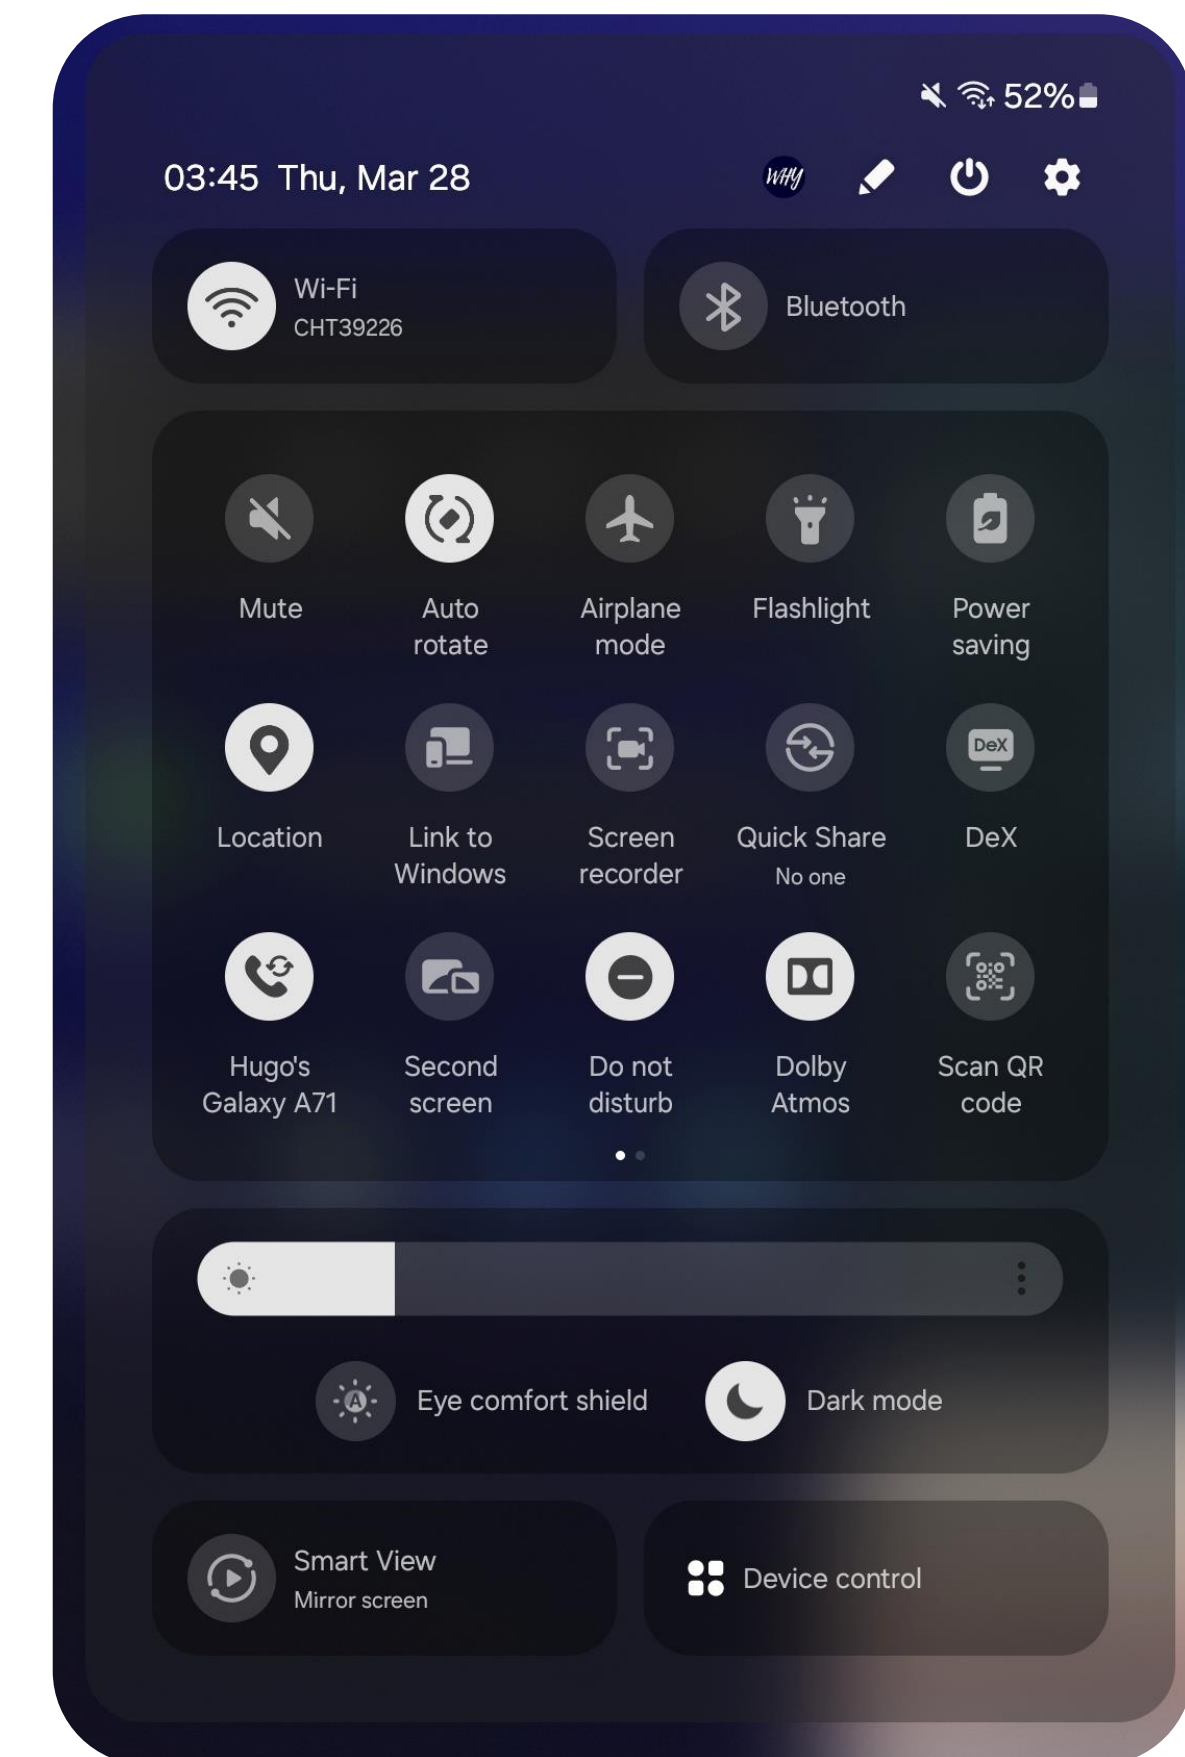 52%
03:45 Thu, Mar 28
WHY
Wi-Fi
CHT39226
Bluetooth
Mute
Auto
rotate
Airplane
mode
Flashlight
Power
saving
DeX
Location
Link to
Windows
Screen
recorder
Quick Share
No one
DeX
Hugo's
Galaxy A71
Second
screen
Do not
disturb
Dolby
Atmos
Scan QR
code
A
Eye comfort shield
Dark mode
Smart View
Mirror screen
Device control